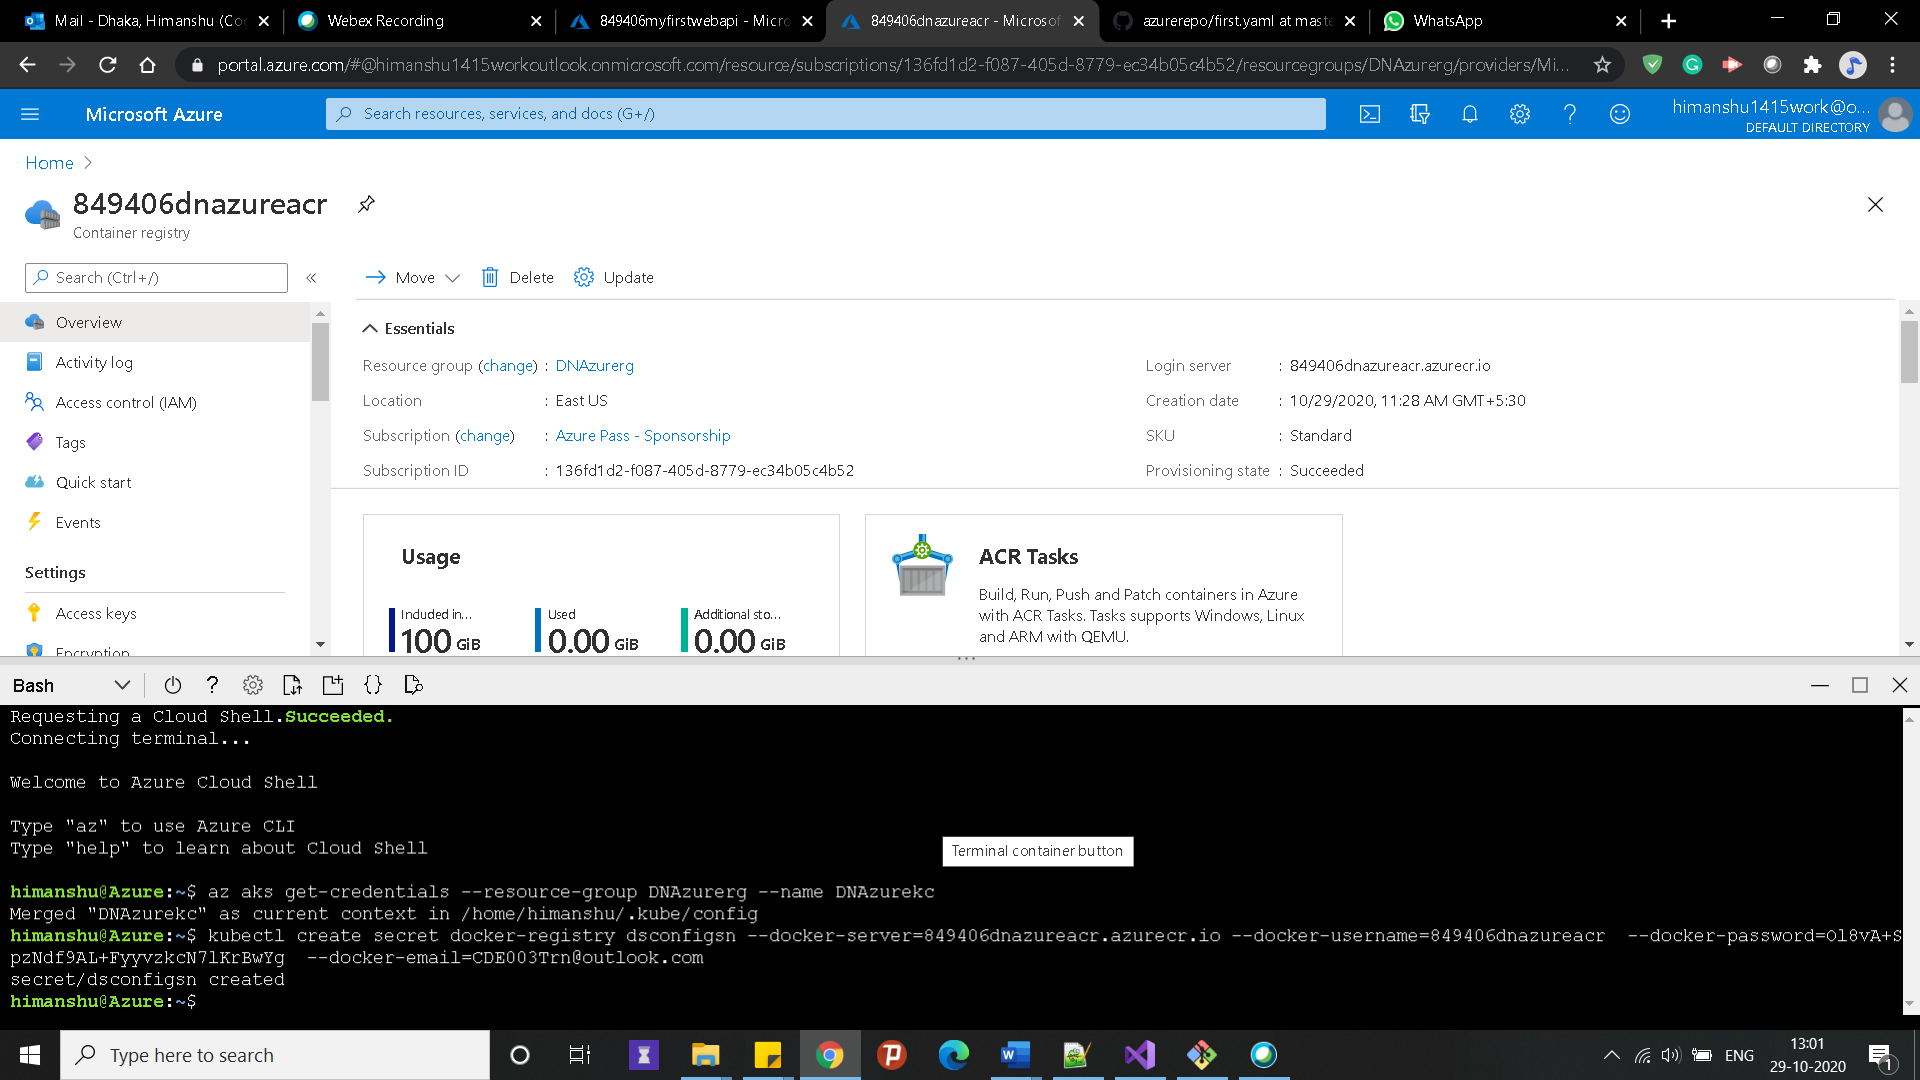 Mail - Dhaka, Himanshu (Co
Webex Recording
849406myfirstwebapi - Micro
849406dnazureacr - Microsof
azurerepo/first.yaml at mast
WhatsApp
portal.azure.com/#@himanshu1415workoutlook.onmicrosoft.com/resource/subscriptions/136fd1d2-f087-405d-8779-ec34b05c4b52/resourcegroups/DNAzurerg/providers/Mi...
Microsoft Azure
Search resources, services, and docs (G+/)
himanshu1415work@o...
DEFAULT DIRECTORY
Home
849406dnazureacr
Container registry
Search (Ctrl+/)
Move
Delete
Update
Overview
Activity log
Access control (IAM)
Tags
Quick start
Events
Settings
Access keys
Encryption
Essentials
Resource group (change) : DNAzurerg
Location : East US
Subscription (change) : Azure Pass - Sponsorship
Subscription ID : 136fd1d2-f087-405d-8779-ec34b05c4b52
Login server : 849406dnazureacr.azurecr.io
Creation date : 10/29/2020, 11:28 AM GMT+5:30
SKU : Standard
Provisioning state : Succeeded
Usage
Included in...
100 GiB
Used
0.00 GiB
Additional sto...
0.00 GiB
ACR Tasks
Build, Run, Push and Patch containers in Azure
with ACR Tasks. Tasks supports Windows, Linux
and ARM with QEMU.
Bash
Requesting a Cloud Shell.Succeeded.
Connecting terminal...
Welcome to Azure Cloud Shell
Type "az" to use Azure CLI
Type "help" to learn about Cloud Shell
Terminal container button
himanshu@Azure:~$ az aks get-credentials --resource-group DNAzurerg --name DNAzurekc
Merged "DNAzurekc" as current context in /home/himanshu/.kube/config
himanshu@Azure:~$ kubectl create secret docker-registry dsconfigsn --docker-server=849406dnazureacr.azurecr.io --docker-username=849406dnazureacr  --docker-password=Ol8vA+S
pzNdf9AL+FyyvzkcN7lKrBwYg  --docker-email=CDE003Trn@outlook.com
secret/dsconfigsn created
himanshu@Azure:~$
Type here to search
ENG
13:01
29-10-2020
1